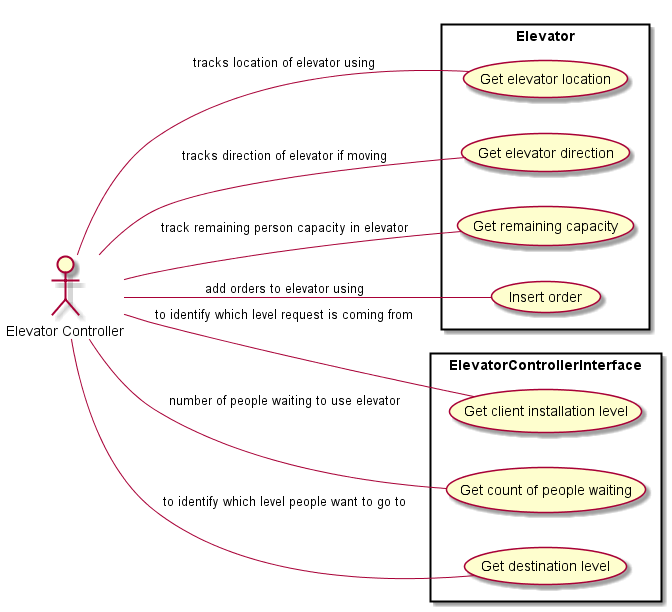 Elevator
tracks location of elevator using
Get elevator location
tracks direction of elevator if moving
Get elevator direction
track remaining person capacity in elevator
Get remaining capacity
add orders to elevator using
Insert order
to identify which level request is coming from
Elevator Controller
ElevatorControllerInterface
number of people waiting to use elevator
Get client installation level
Get count of people waiting
to identify which level people want to go to
Get destination level